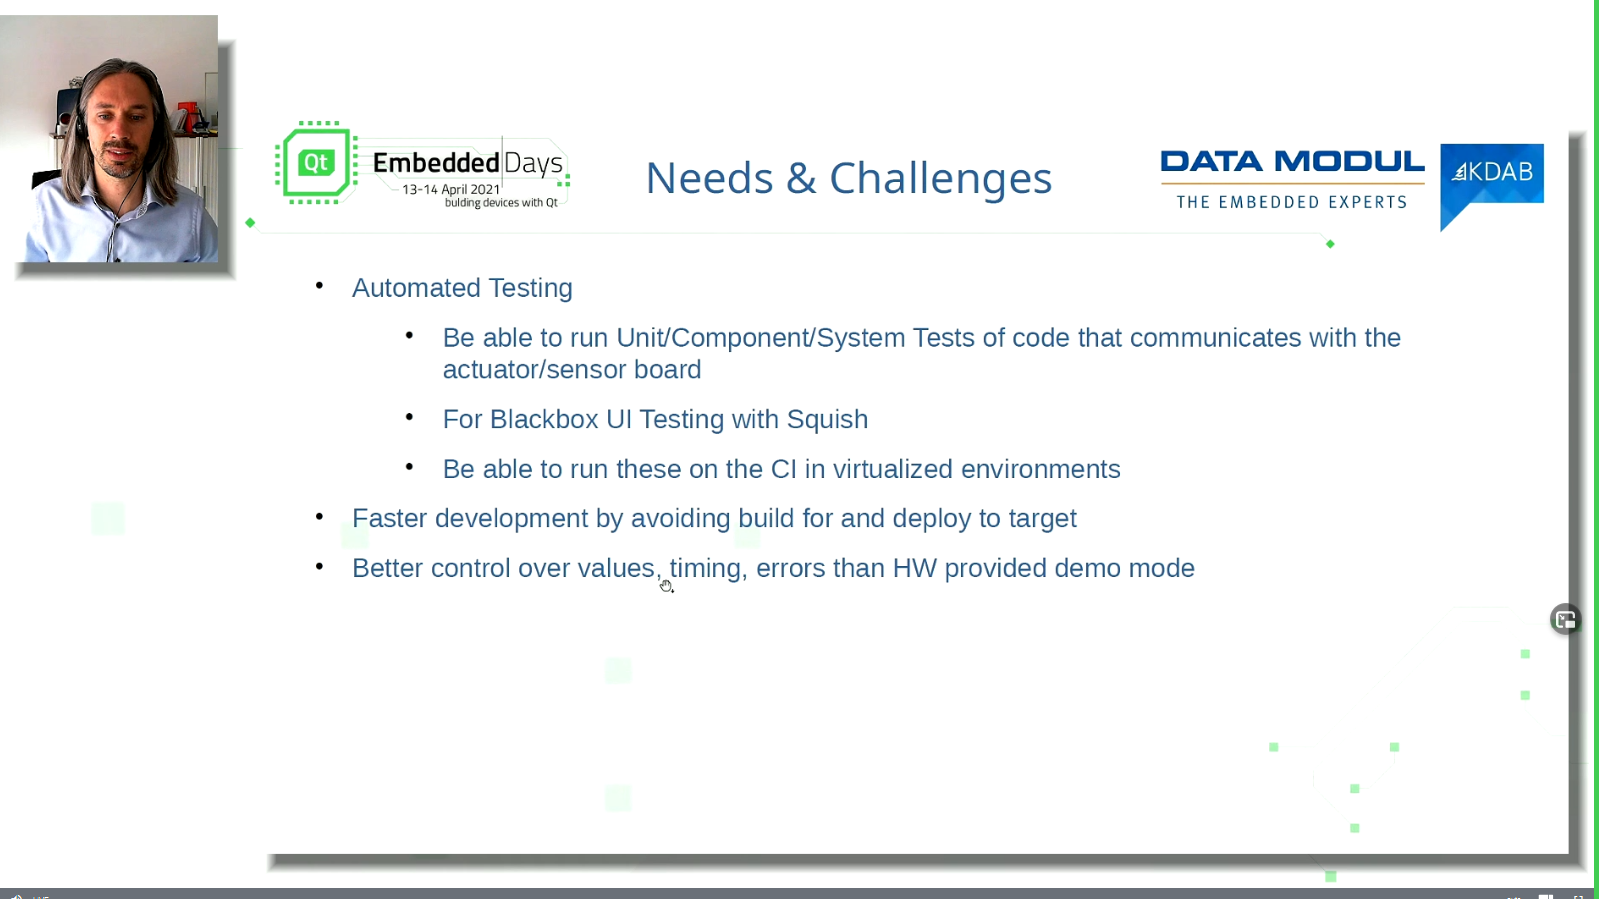 Qt
Embedded Days
13-14 April 2021
bulding devices with Qt
Needs & Challenges
DATA MODUL
THE EMBEDDED EXPERTS
KDAB
• Automated Testing
• Be able to run Unit/Component/System Tests of code that communicates with the
actuator/sensor board
• For Blackbox UI Testing with Squish
• Be able to run these on the CI in virtualized environments
• Faster development by avoiding build for and deploy to target
• Better control over values, timing, errors than HW provided demo mode